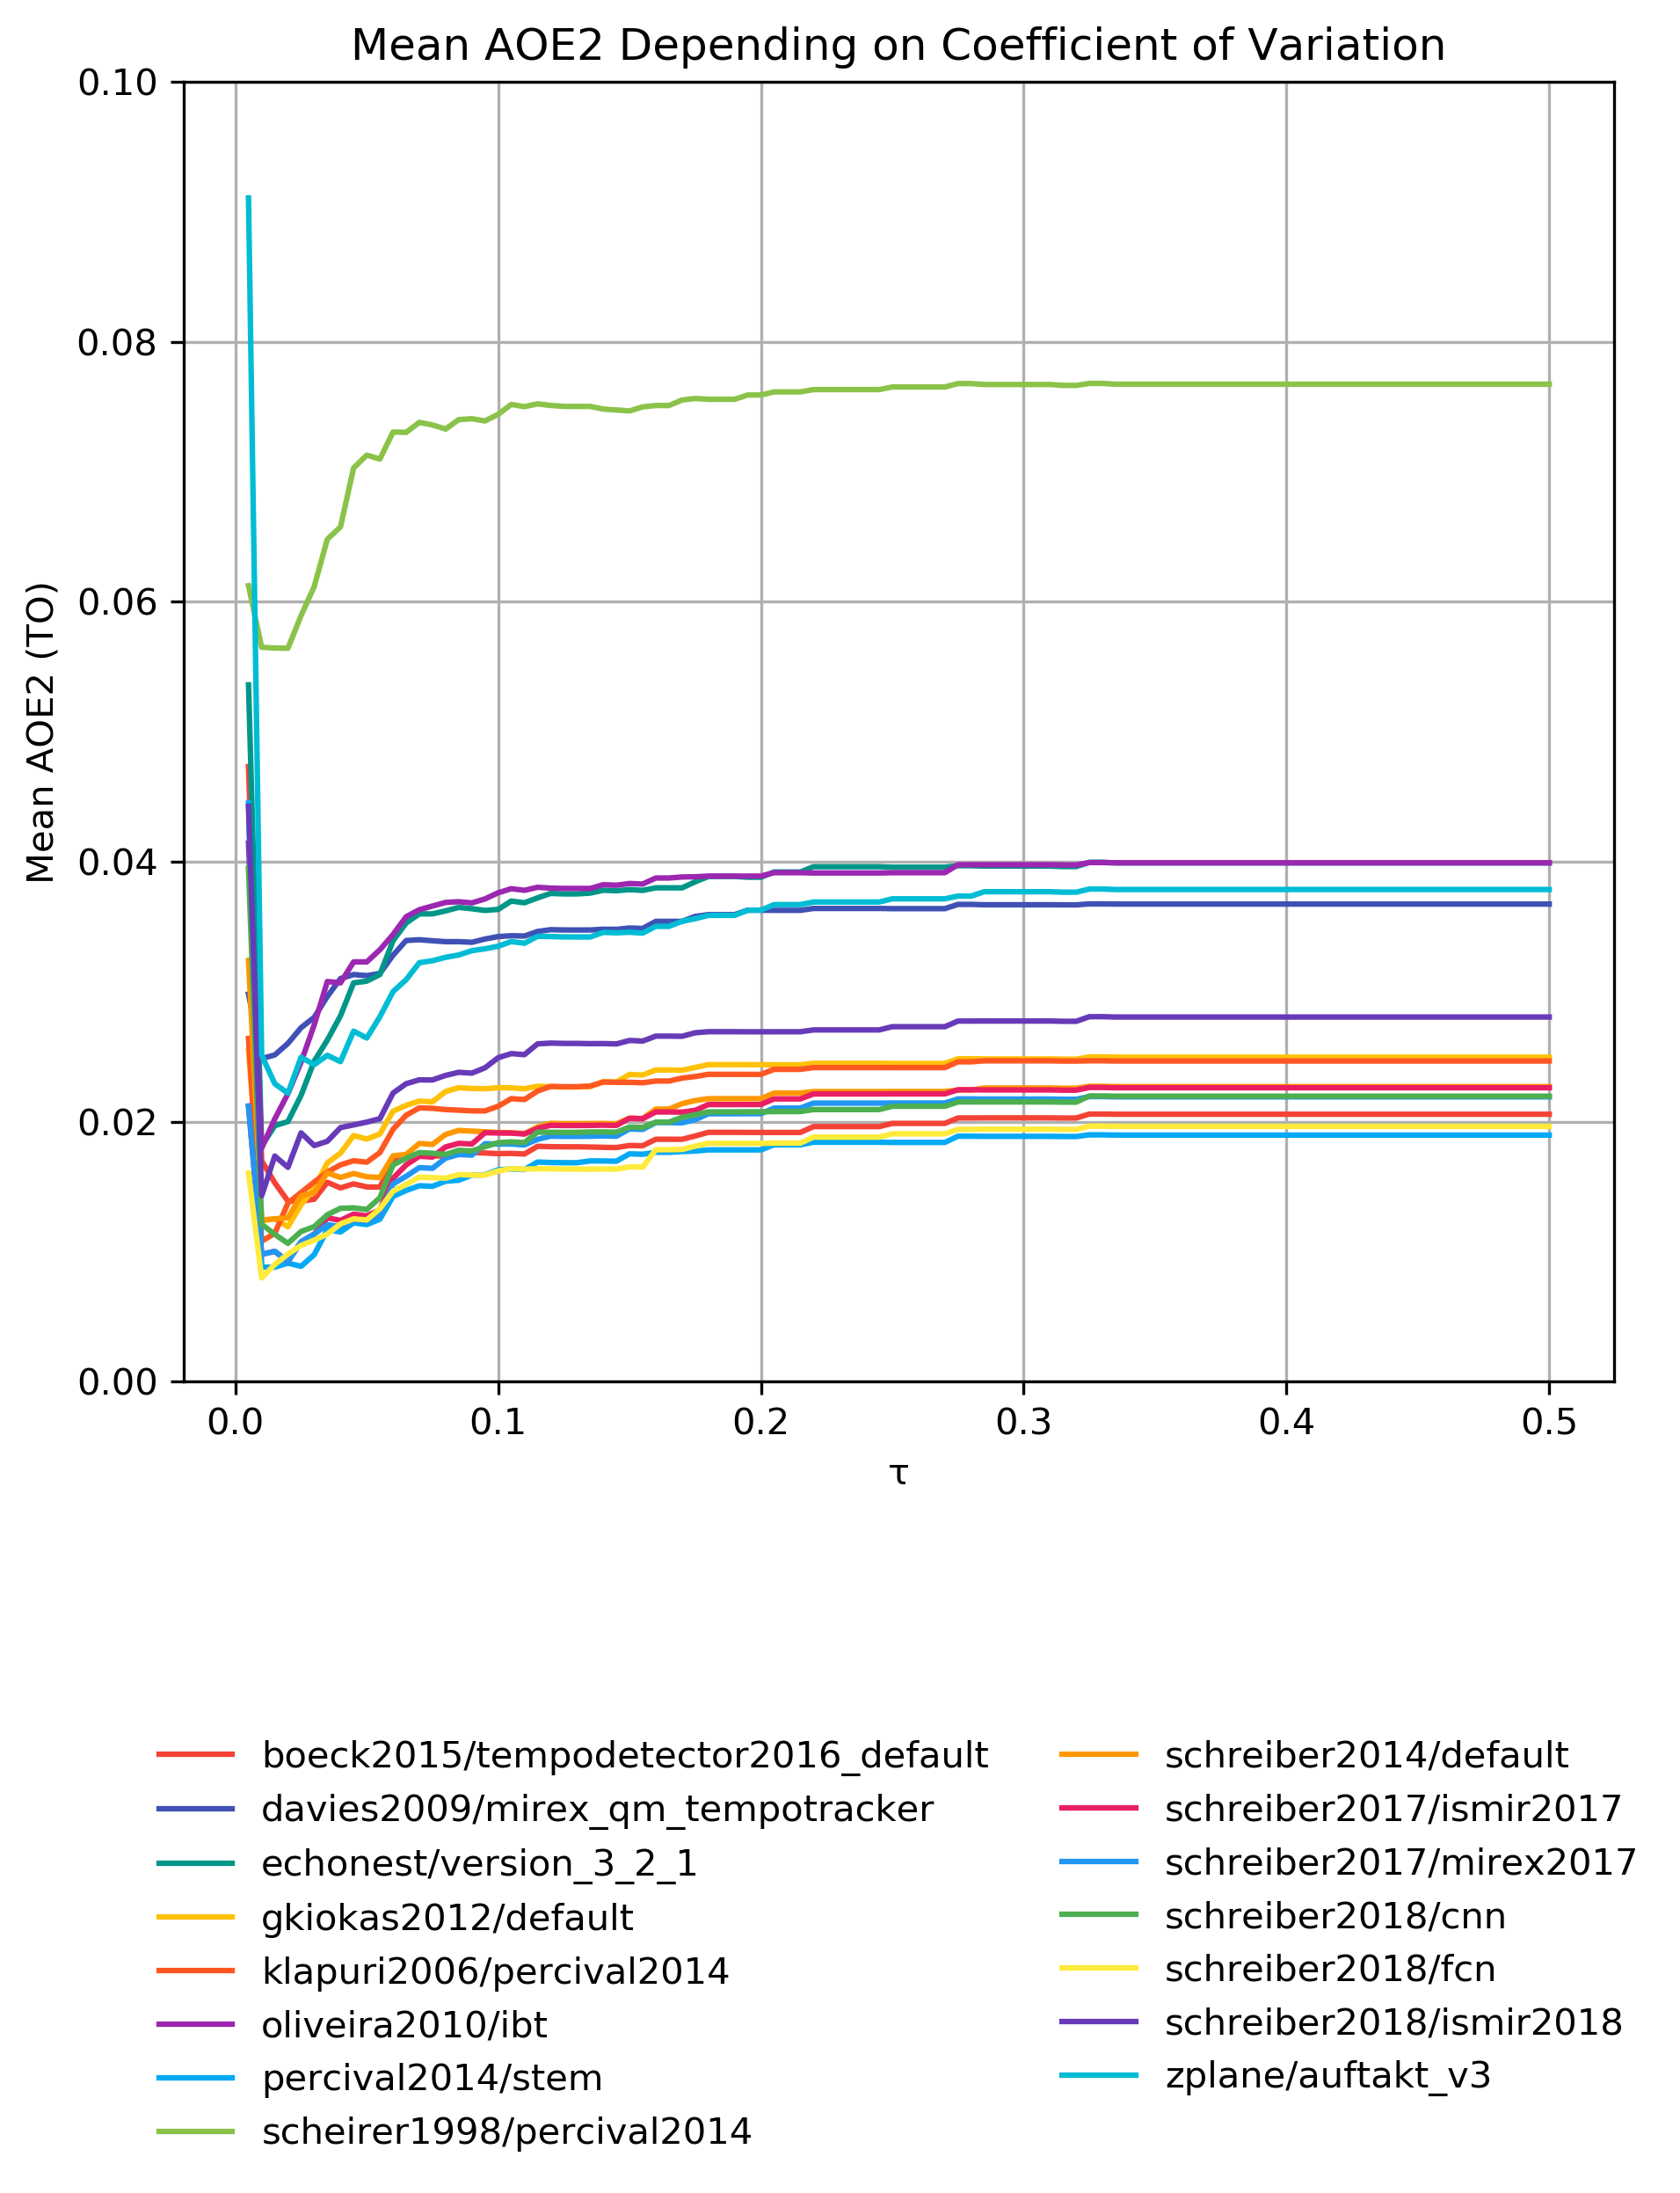 Mean AOE2 Depending on Coefficient of Variation
0.10
0.08
0.06
0.04
0.02
0.00
Mean AOE2 (TO)
0.0 0.1 0.2 0.3 0.4 0.5
τ
boeck2015/tempodetector2016_default
davies2009/mirex_qm_tempotracker
echonest/version_3_2_1
gkiokas2012/default
klapuri2006/percival2014
oliveira2010/ibt
percival2014/stem
scheirer1998/percival2014
schreiber2014/default
schreiber2017/ismir2017
schreiber2017/mirex2017
schreiber2018/cnn
schreiber2018/fcn
schreiber2018/ismir2018
zplane/auftakt_v3